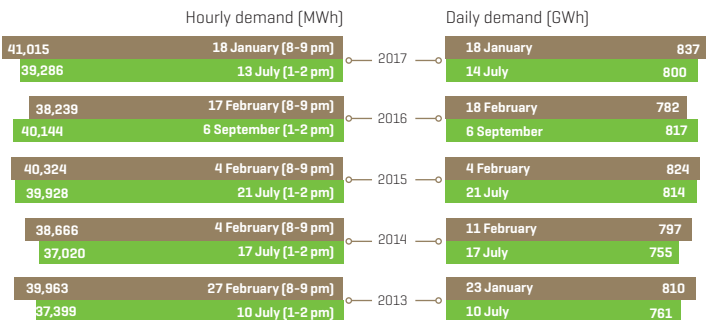 Hourly demand (MWh)
Daily demand (GWh)
41,015 18 January (8-9 pm)
39,286 13 July (1-2 pm)
2017
18 January 837
14 July 800
38,239 17 February (8-9 pm)
40,144 6 September (1-2 pm)
2016
18 February 782
6 September 817
40,324 4 February (8-9 pm)
39,928 21 July (1-2 pm)
2015
4 February 824
21 July 814
38,666 4 February (8-9 pm)
37,020 17 July (1-2 pm)
2014
11 February 797
17 July 755
39,963 27 February (8-9 pm)
37,399 10 July (1-2 pm)
2013
23 January 810
10 July 761